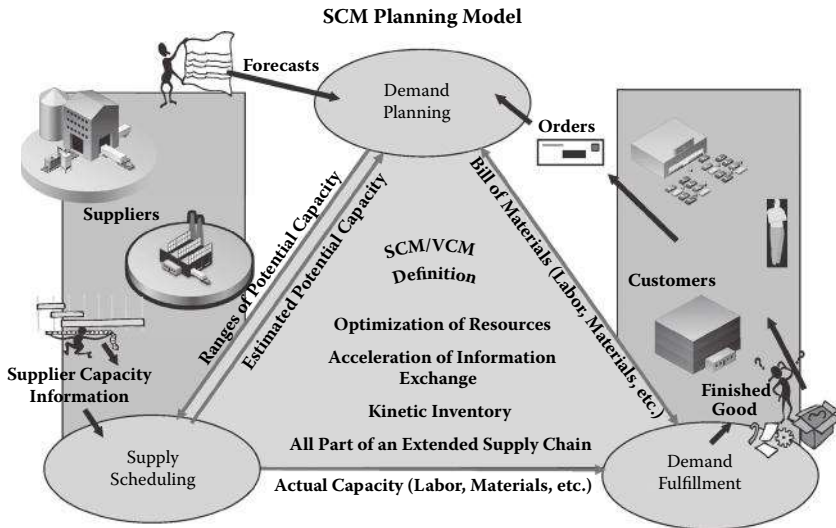 SCM Planning Model
Forecasts
Demand
Planning
Orders
Suppliers
Ranges of Potential Capacity
Estimated Potential Capacity
Bill of Materials (Labor, Materials, etc.)
SCM/VCM
Definition
Customers
Optimization of Resources
Acceleration of Information
Exchange
Kinetic Inventory
All Part of an Extended Supply Chain
Supplier Capacity
Information
Finished
Good
Supply
Scheduling
Actual Capacity (Labor, Materials, etc.)
Demand
Fulfillment